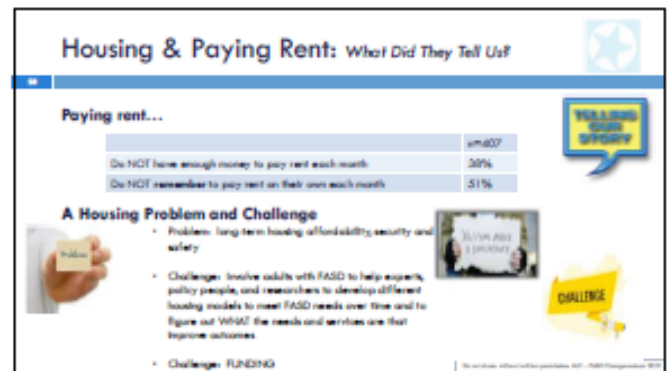 Housing & Paying Rent: What Did They Tell Us?
Paying rent...
n=407
Do NOT have enough money to pay rent each month 38%
Do NOT remember to pay rent on their own each month 51%
TELLING
OUR
STORY
A Housing Problem and Challenge
• Problem: long-term housing affordability, security and
safety
Problem
• Challenge: Involve adults with FASD to help experts,
policy people, and researchers to develop different
housing models to meet FASD needs over time and to
figure out WHAT the needs and services are that
improve outcomes
CHALLENGE
• Challenge: FUNDING